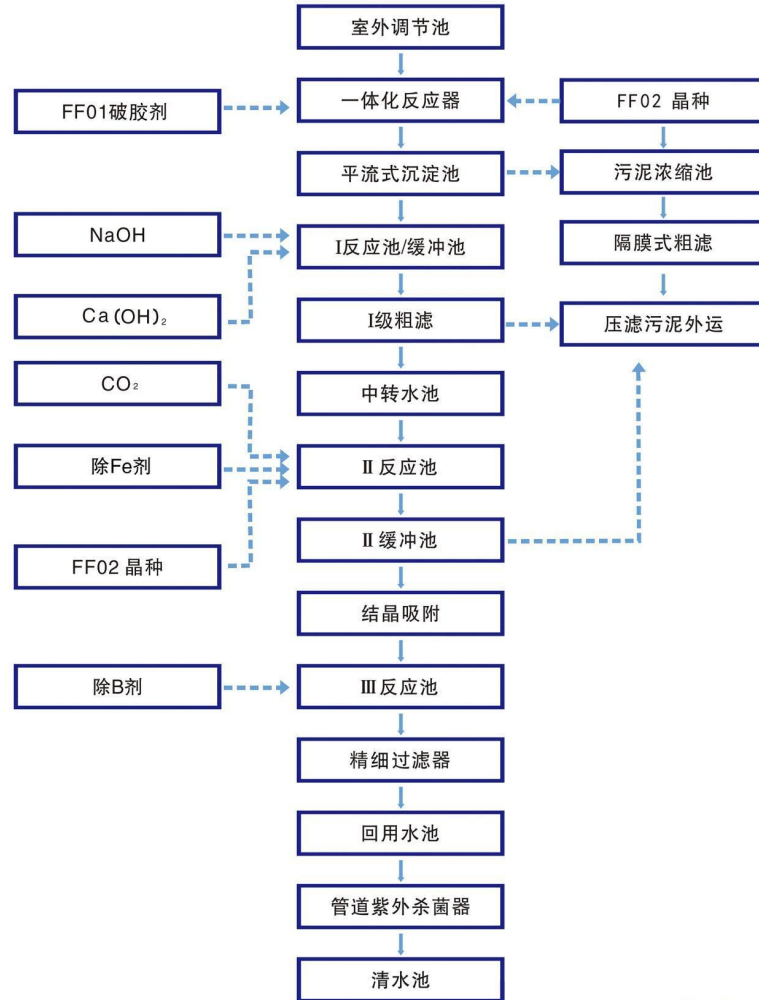 室外调节池
FF01破胶剂
一体化反应器
FF02 晶种
平流式沉淀池
污泥浓缩池
NaOH
I反应池/缓冲池
隔膜式粗滤
Ca(OH)₂
I级粗滤
压滤污泥外运
CO₂
中转水池
除Fe剂
II 反应池
FF02 晶种
II 缓冲池
结晶吸附
除B剂
III反应池
精细过滤器
回用水池
管道紫外杀菌器
清水池